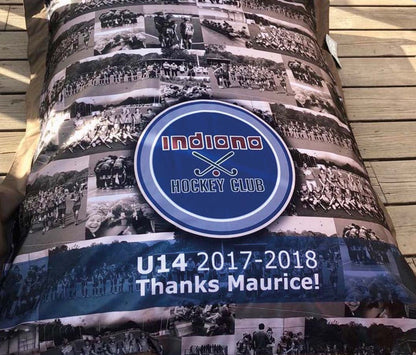 Indiana
HOCKEY CLUB
U14 2017-2018
Thanks Maurice!